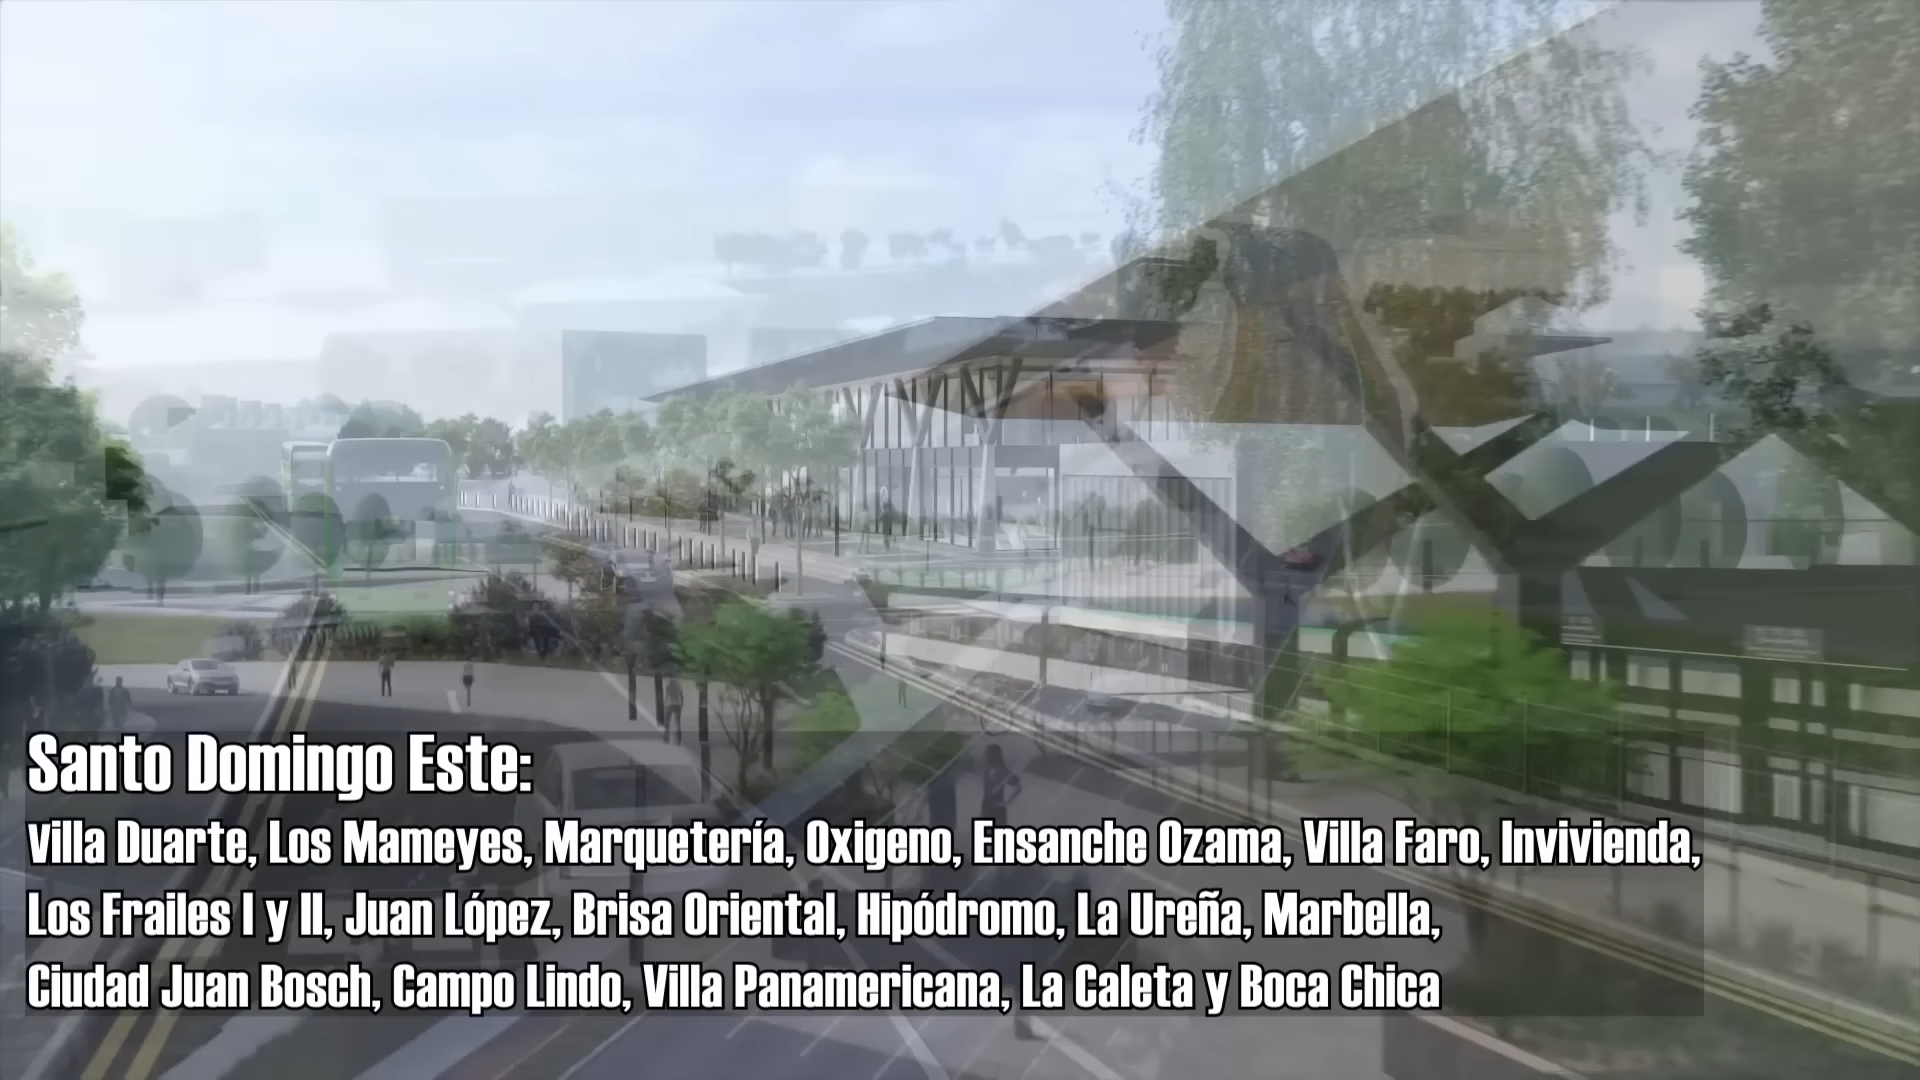 Santo Domingo Este:
Villa Duarte, Los Mameyes, Marquetería, Oxigeno, Ensanche Ozama, Villa Faro, Invivienda,
Los Frailes I y II, Juan López, Brisa Oriental, Hipódromo, La Ureña, Marbella,
Ciudad Juan Bosch, Campo Lindo, Villa Panamericana, La Caleta y Boca Chica